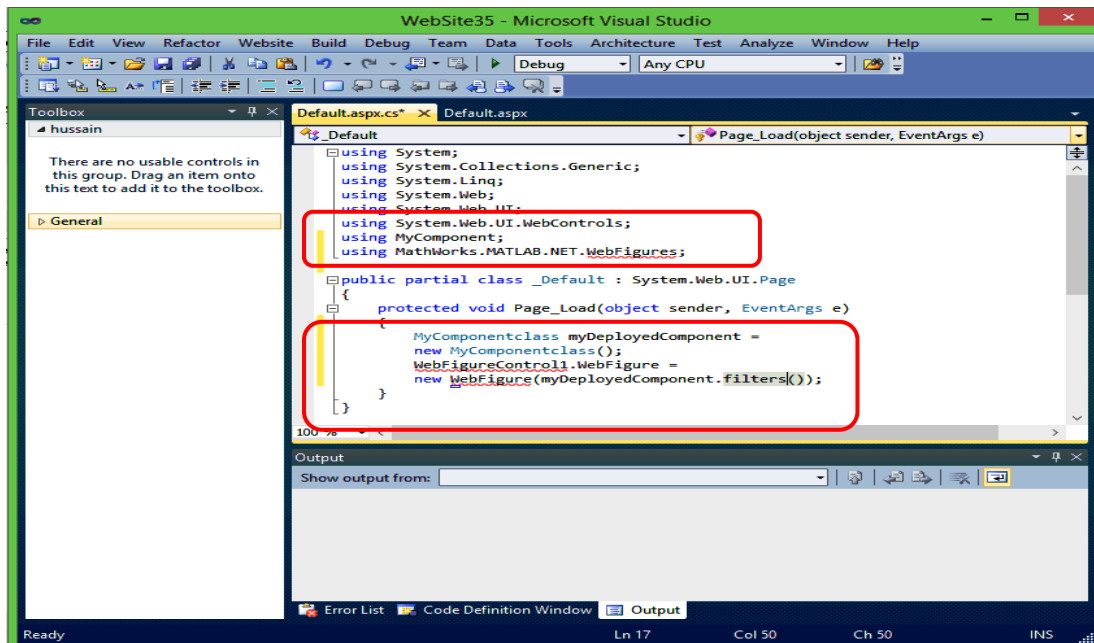 WebSite35 - Microsoft Visual Studio
File Edit View Refactor Website Build Debug Team Data Tools Architecture Test Analyze Window Help
Debug Any CPU
Toolbox
hussain
There are no usable controls in
this group. Drag an item onto
this text to add it to the toolbox.
General
Default.aspx.cs* Default.aspx
_Default Page_Load(object sender, EventArgs e)
using System;
using System.Collections.Generic;
using System.Linq;
using System.Web;
using System.Web.UI;
using System.Web.UI.WebControls;
using MyComponent;
using MathWorks.MATLAB.NET.WebFigures;
public partial class _Default : System.Web.UI.Page
{
protected void Page_Load(object sender, EventArgs e)
{
MyComponentclass myDeployedComponent =
new MyComponentclass();
WebFigureControl1.WebFigure =
new WebFigure(myDeployedComponent.filters());
}
}
100 %
Output
Show output from:
Error List Code Definition Window Output
Ready Ln 17 Col 50 Ch 50 INS